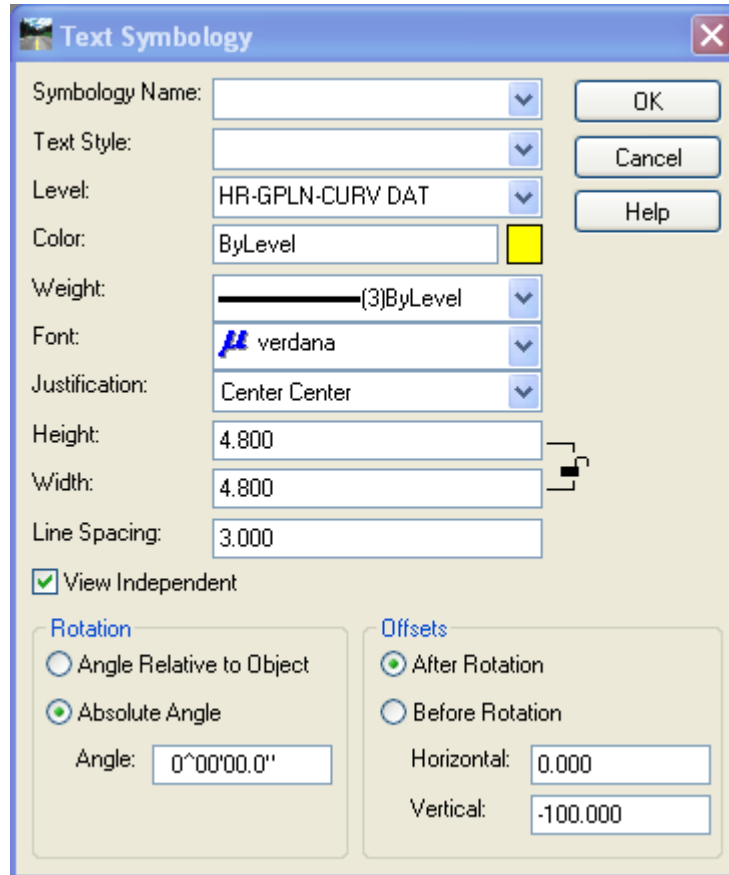 Text Symbology
Symbology Name:
OK
Text Style:
Cancel
Level: HR-GPLN-CURV DAT
Help
Color: ByLevel
Weight: (3)ByLevel
Font: µ verdana
Justification: Center Center
Height: 4.800
Width: 4.800
Line Spacing: 3.000
View Independent
Rotation
Angle Relative to Object
Absolute Angle
Angle: 0^00'00.0"
Offsets
After Rotation
Before Rotation
Horizontal: 0.000
Vertical: -100.000